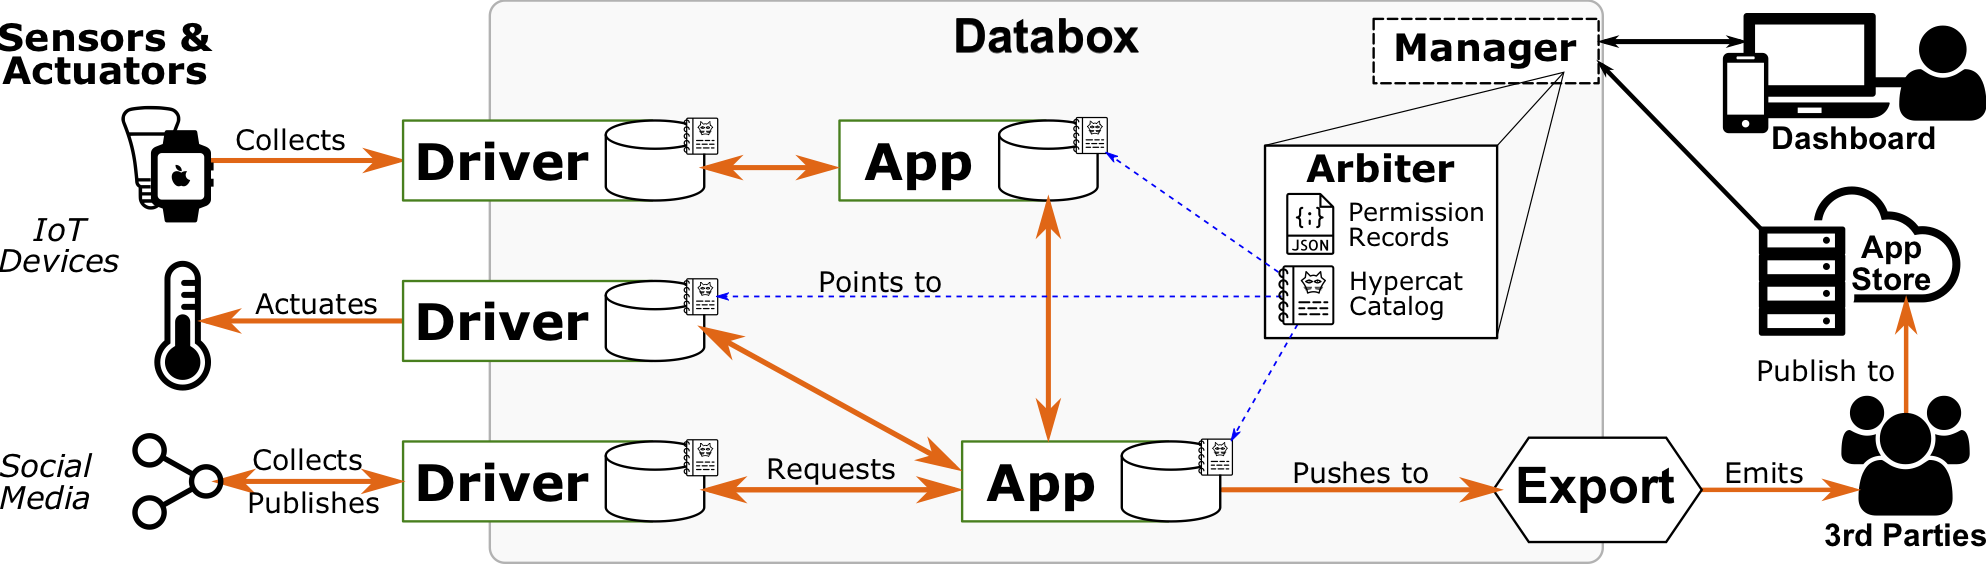 Sensors &
Actuators
Databox
Manager
Dashboard
Collects
Driver
App
Arbiter
{;}
JSON
Permission
Records
Hypercat
Catalog
IoT
Devices
Actuates
Driver
Points to
App
Store
Publish to
Social
Media
Collects
Publishes
Driver
Requests
App
Pushes to
Export
Emits
3rd Parties